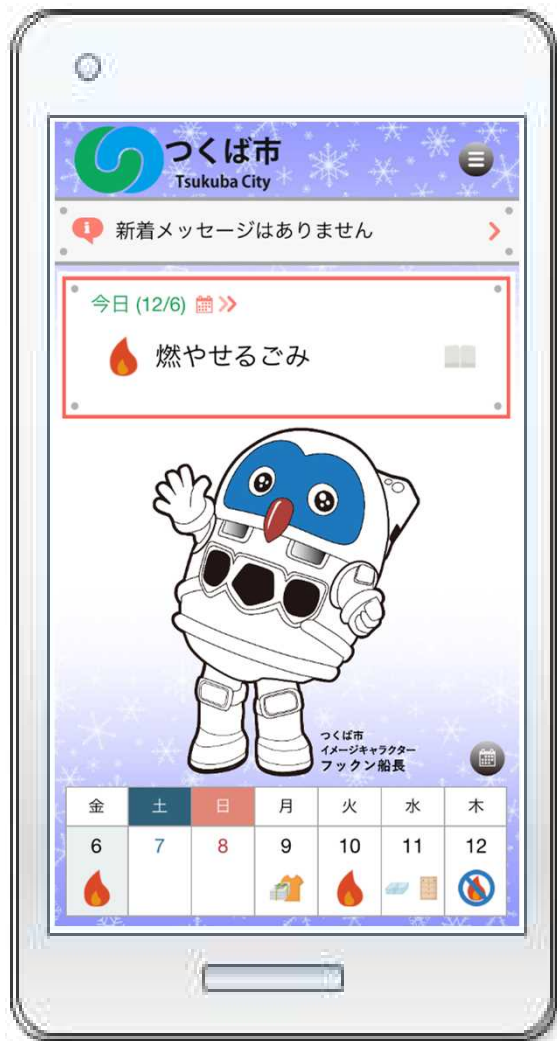 つくば市
Tsukuba City
新着メッセージはありません
今日 (12/6)
燃やせるごみ
つくば市
イメージキャラクター
フックン船長
金 土 日 月 火 水 木
6 7 8 9 10 11 12